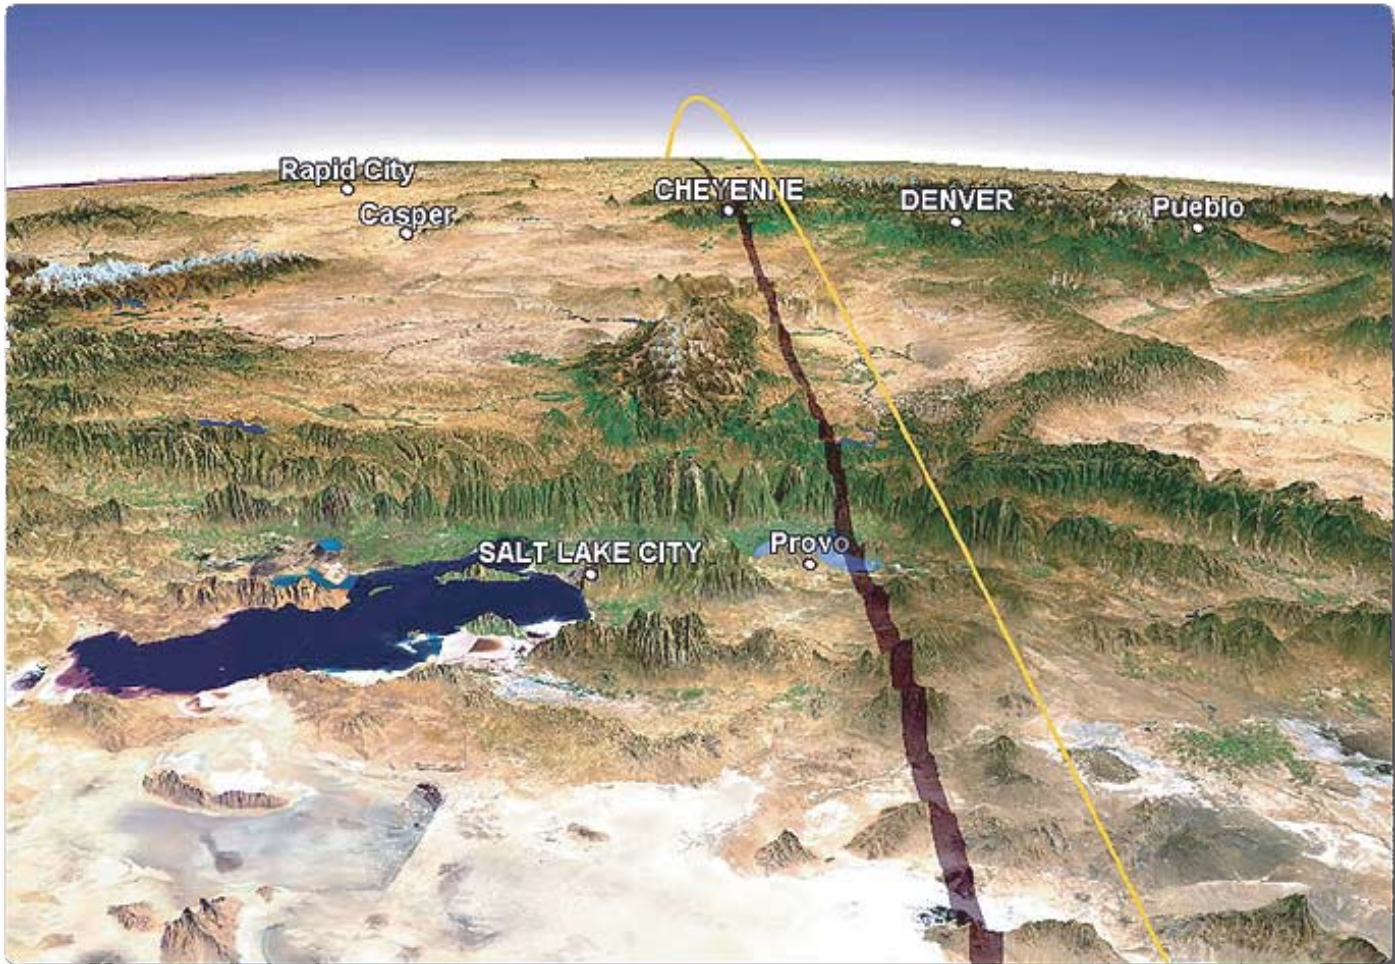 Rapid City
Casper
CHEYENNE
DENVER
Pueblo
SALT LAKE CITY
Provo